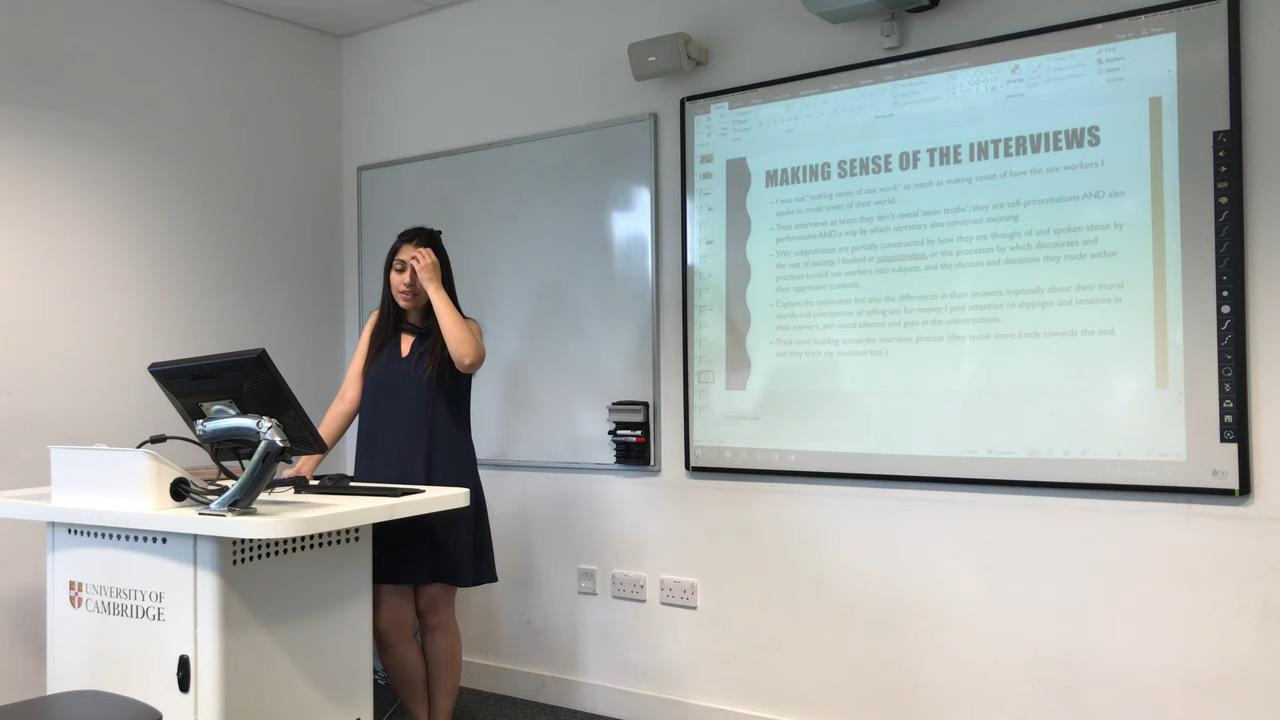 MAKING SENSE OF THE INTERVIEWS
– I was not "making sense of sex work" as much as making sense of how the sex workers I
spoke to made sense of their world.
– Treat interviews as texts: they don't reveal 'inner truths'; they are self-presentations AND also
performative AND a way by which narrators also construct meaning
– SWs' subjectivities are partially constructed by how they are thought of and spoken about by
the rest of society. I looked at subjectivation, or the processes by which discourses and
practices turned sex workers into subjects, and the choices and decisions they made within
their oppressive contexts
– Capture the similarities but also the differences in their answers, especially about their moral
worlds and conceptions of selling sex for money. I paid attention to slippages and tensions in
their answers, and noted silences and gaps in the conversations.
– Track trust-building across the interview process (they speak more freely towards the end,
and they track my reactions too )
Find
Replace
Select
UNIVERSITY OF
CAMBRIDGE